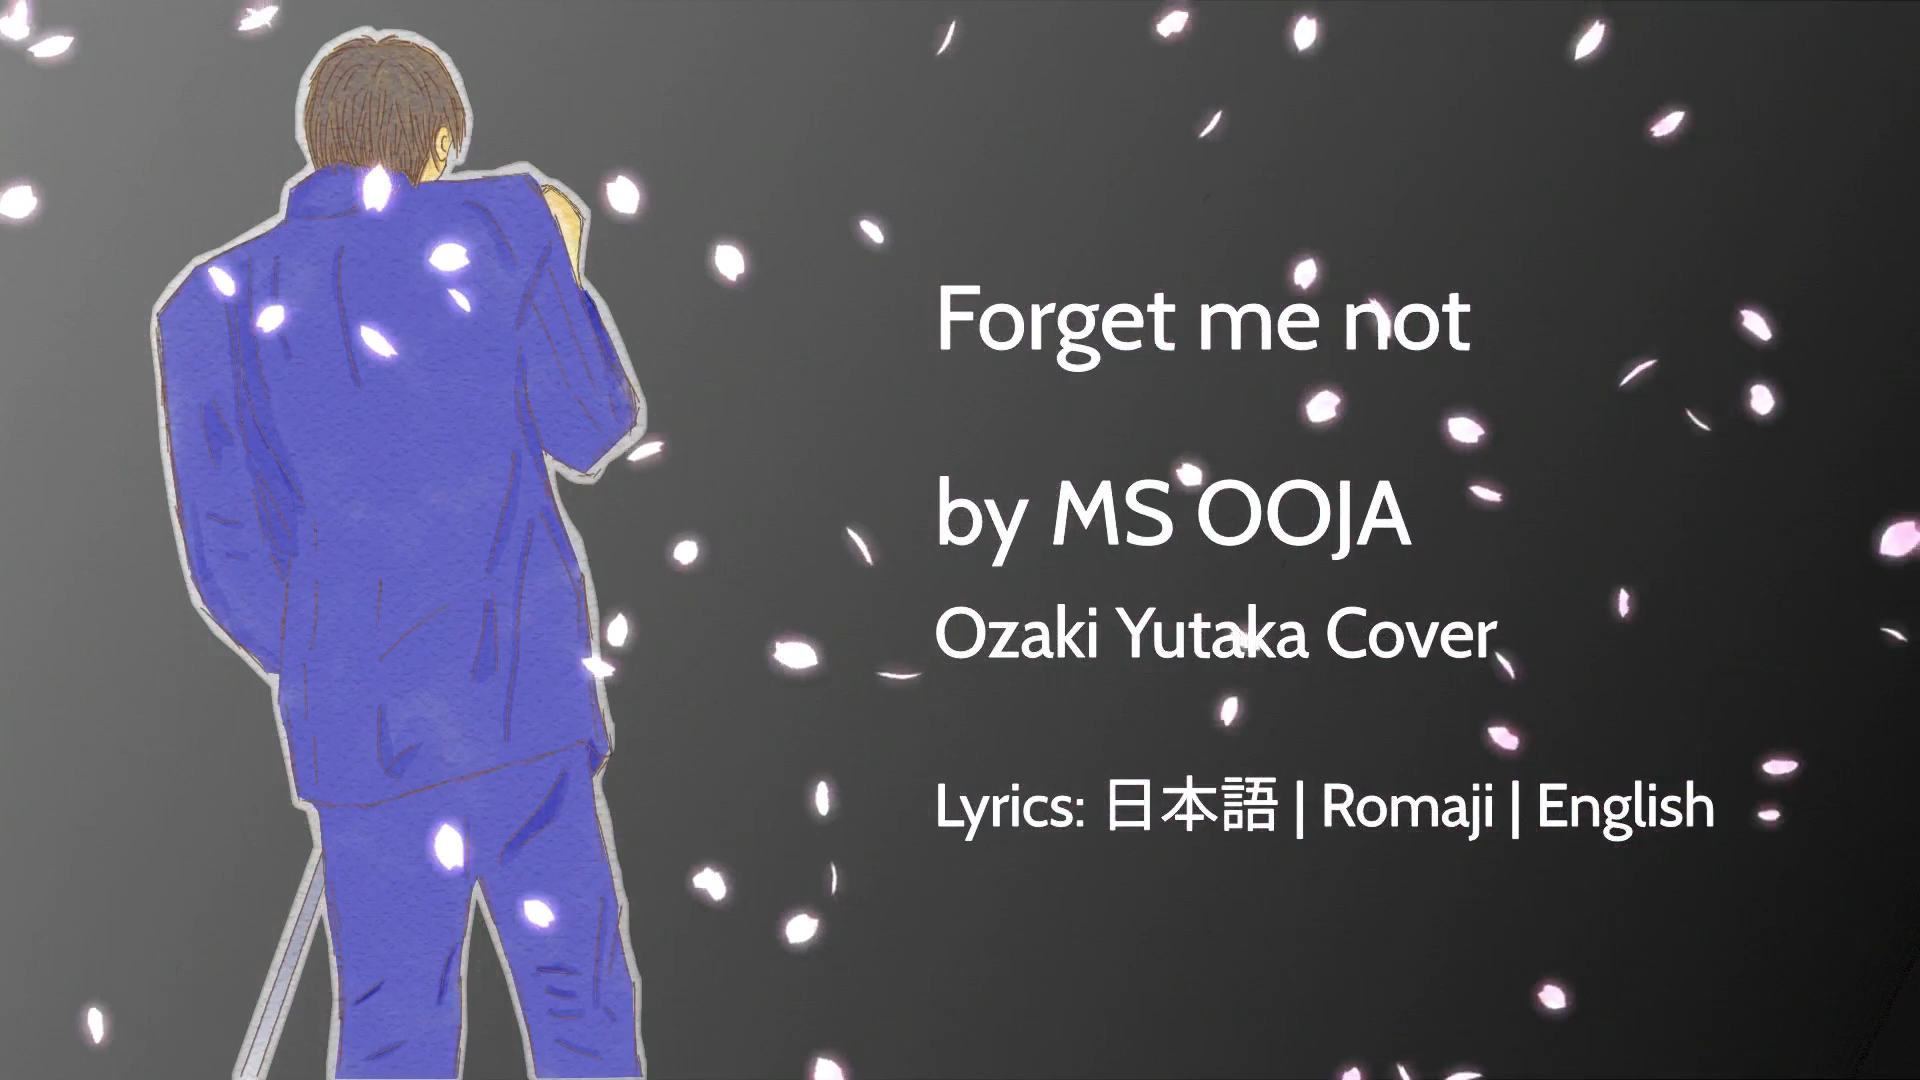 Forget me not
by MS OOJA
Ozaki Yutaka Cover
Lyrics: 日本語 | Romaji | English